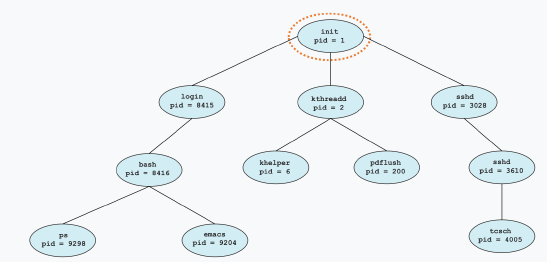 init
pid = 1
login
pid = 8415
kthreadd
pid = 2
sshd
pid = 3028
bash
pid = 8416
khelper
pid = 6
pdflush
pid = 200
sshd
pid = 3610
ps
pid = 9298
emacs
pid = 9204
tcsch
pid = 4005